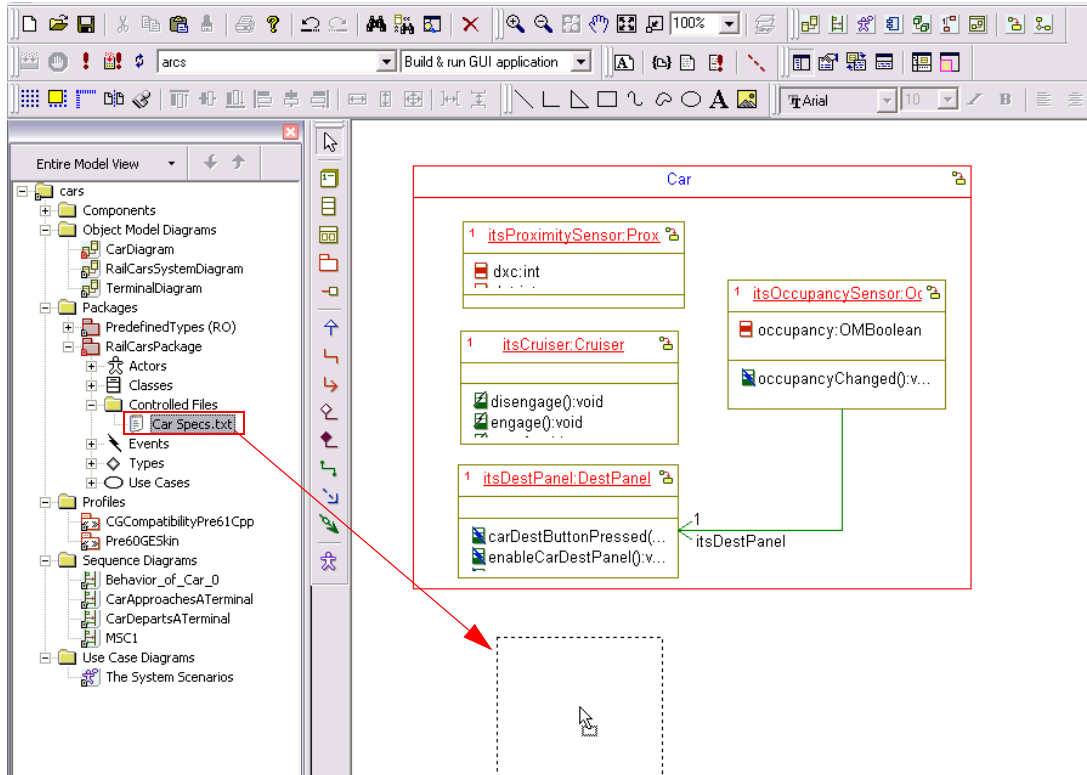 100%
arcs
Build & run GUI application
Arial
10
Entire Model View
cars
Components
Object Model Diagrams
CarDiagram
RailCarsSystemDiagram
TerminalDiagram
Packages
PredefinedTypes (RO)
RailCarsPackage
Actors
Classes
Controlled Files
Car Specs.txt
Events
Types
Use Cases
Profiles
CGCompatibilityPre61Cpp
Pre60GESkin
Sequence Diagrams
Behavior_of_Car_0
CarApproachesATerminal
CarDepartsATerminal
MSC1
Use Case Diagrams
The System Scenarios
Car
1 itsProximitySensor:Prox
dxc:int
1 itsOccupancySensor:Oc
occupancy:OMBoolean
occupancyChanged():v...
1 itsCruiser:Cruiser
disengage():void
engage():void
1 itsDestPanel:DestPanel
carDestButtonPressed(...
enableCarDestPanel():v...
1
itsDestPanel